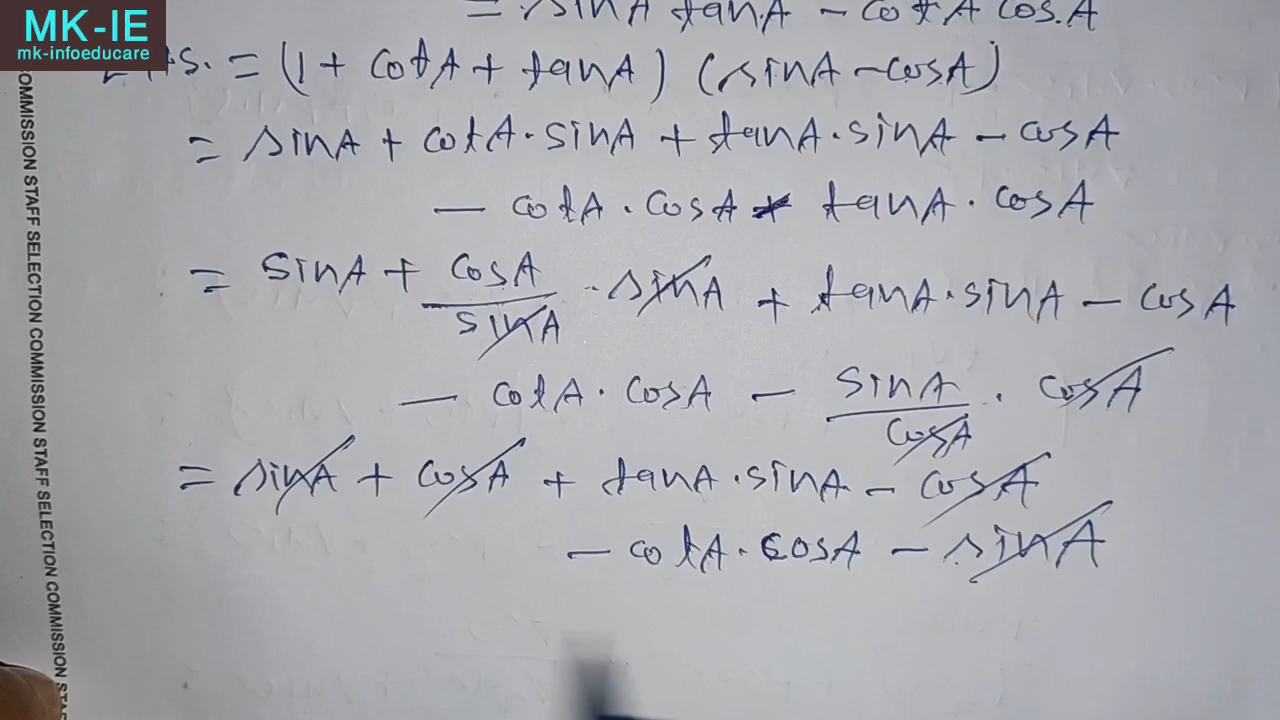 MK-IE
mk-infoeducare
= sinA tanA - cotA cos.A
L.H.S. = (1 + cotA + tanA) (sinA - cosA)
= sinA + cotA · sinA + tanA · sinA - cosA
- cotA · cosA - tanA · cosA
= sinA + cosA/sinA · sinA + tanA · sinA - cosA
- cotA · cosA - sinA/cosA · cosA
= sinA + cosA + tanA · sinA - cosA
- cotA · cosA - sinA
COMMISSION STAFF SELECTION COMMISSION STAFF SELECTION COMMISSION STA